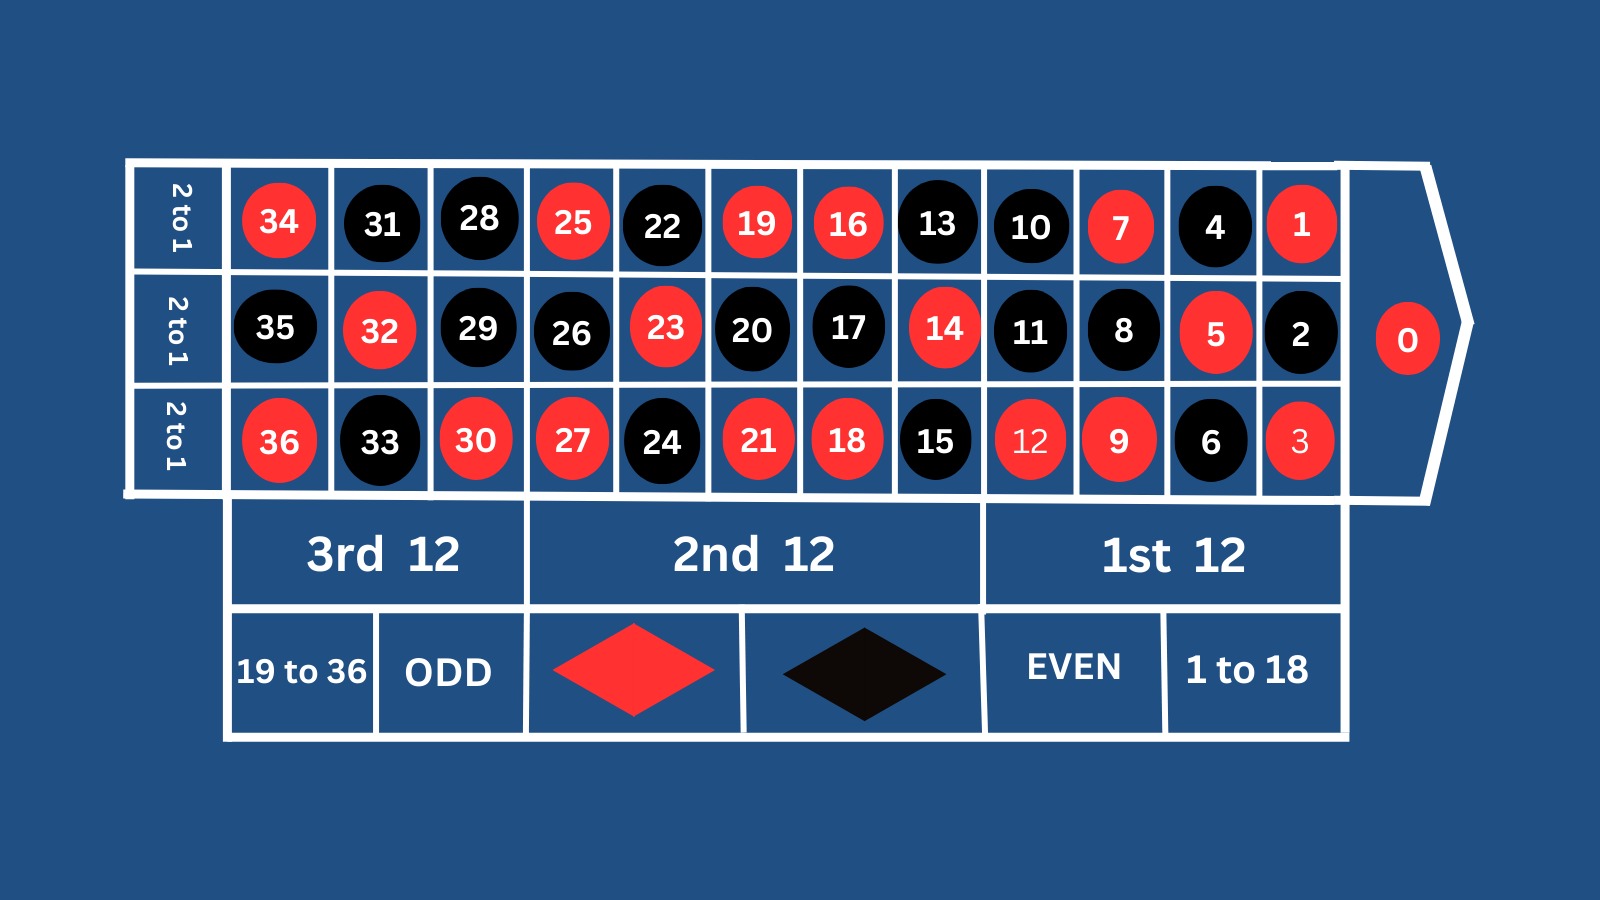 2 to 1 34 31 28 25 22 19 16 13 10 7 4 1
2 to 1 35 32 29 26 23 20 17 14 11 8 5 2 0
2 to 1 36 33 30 27 24 21 18 15 12 9 6 3
3rd 12 2nd 12 1st 12
19 to 36 ODD EVEN 1 to 18